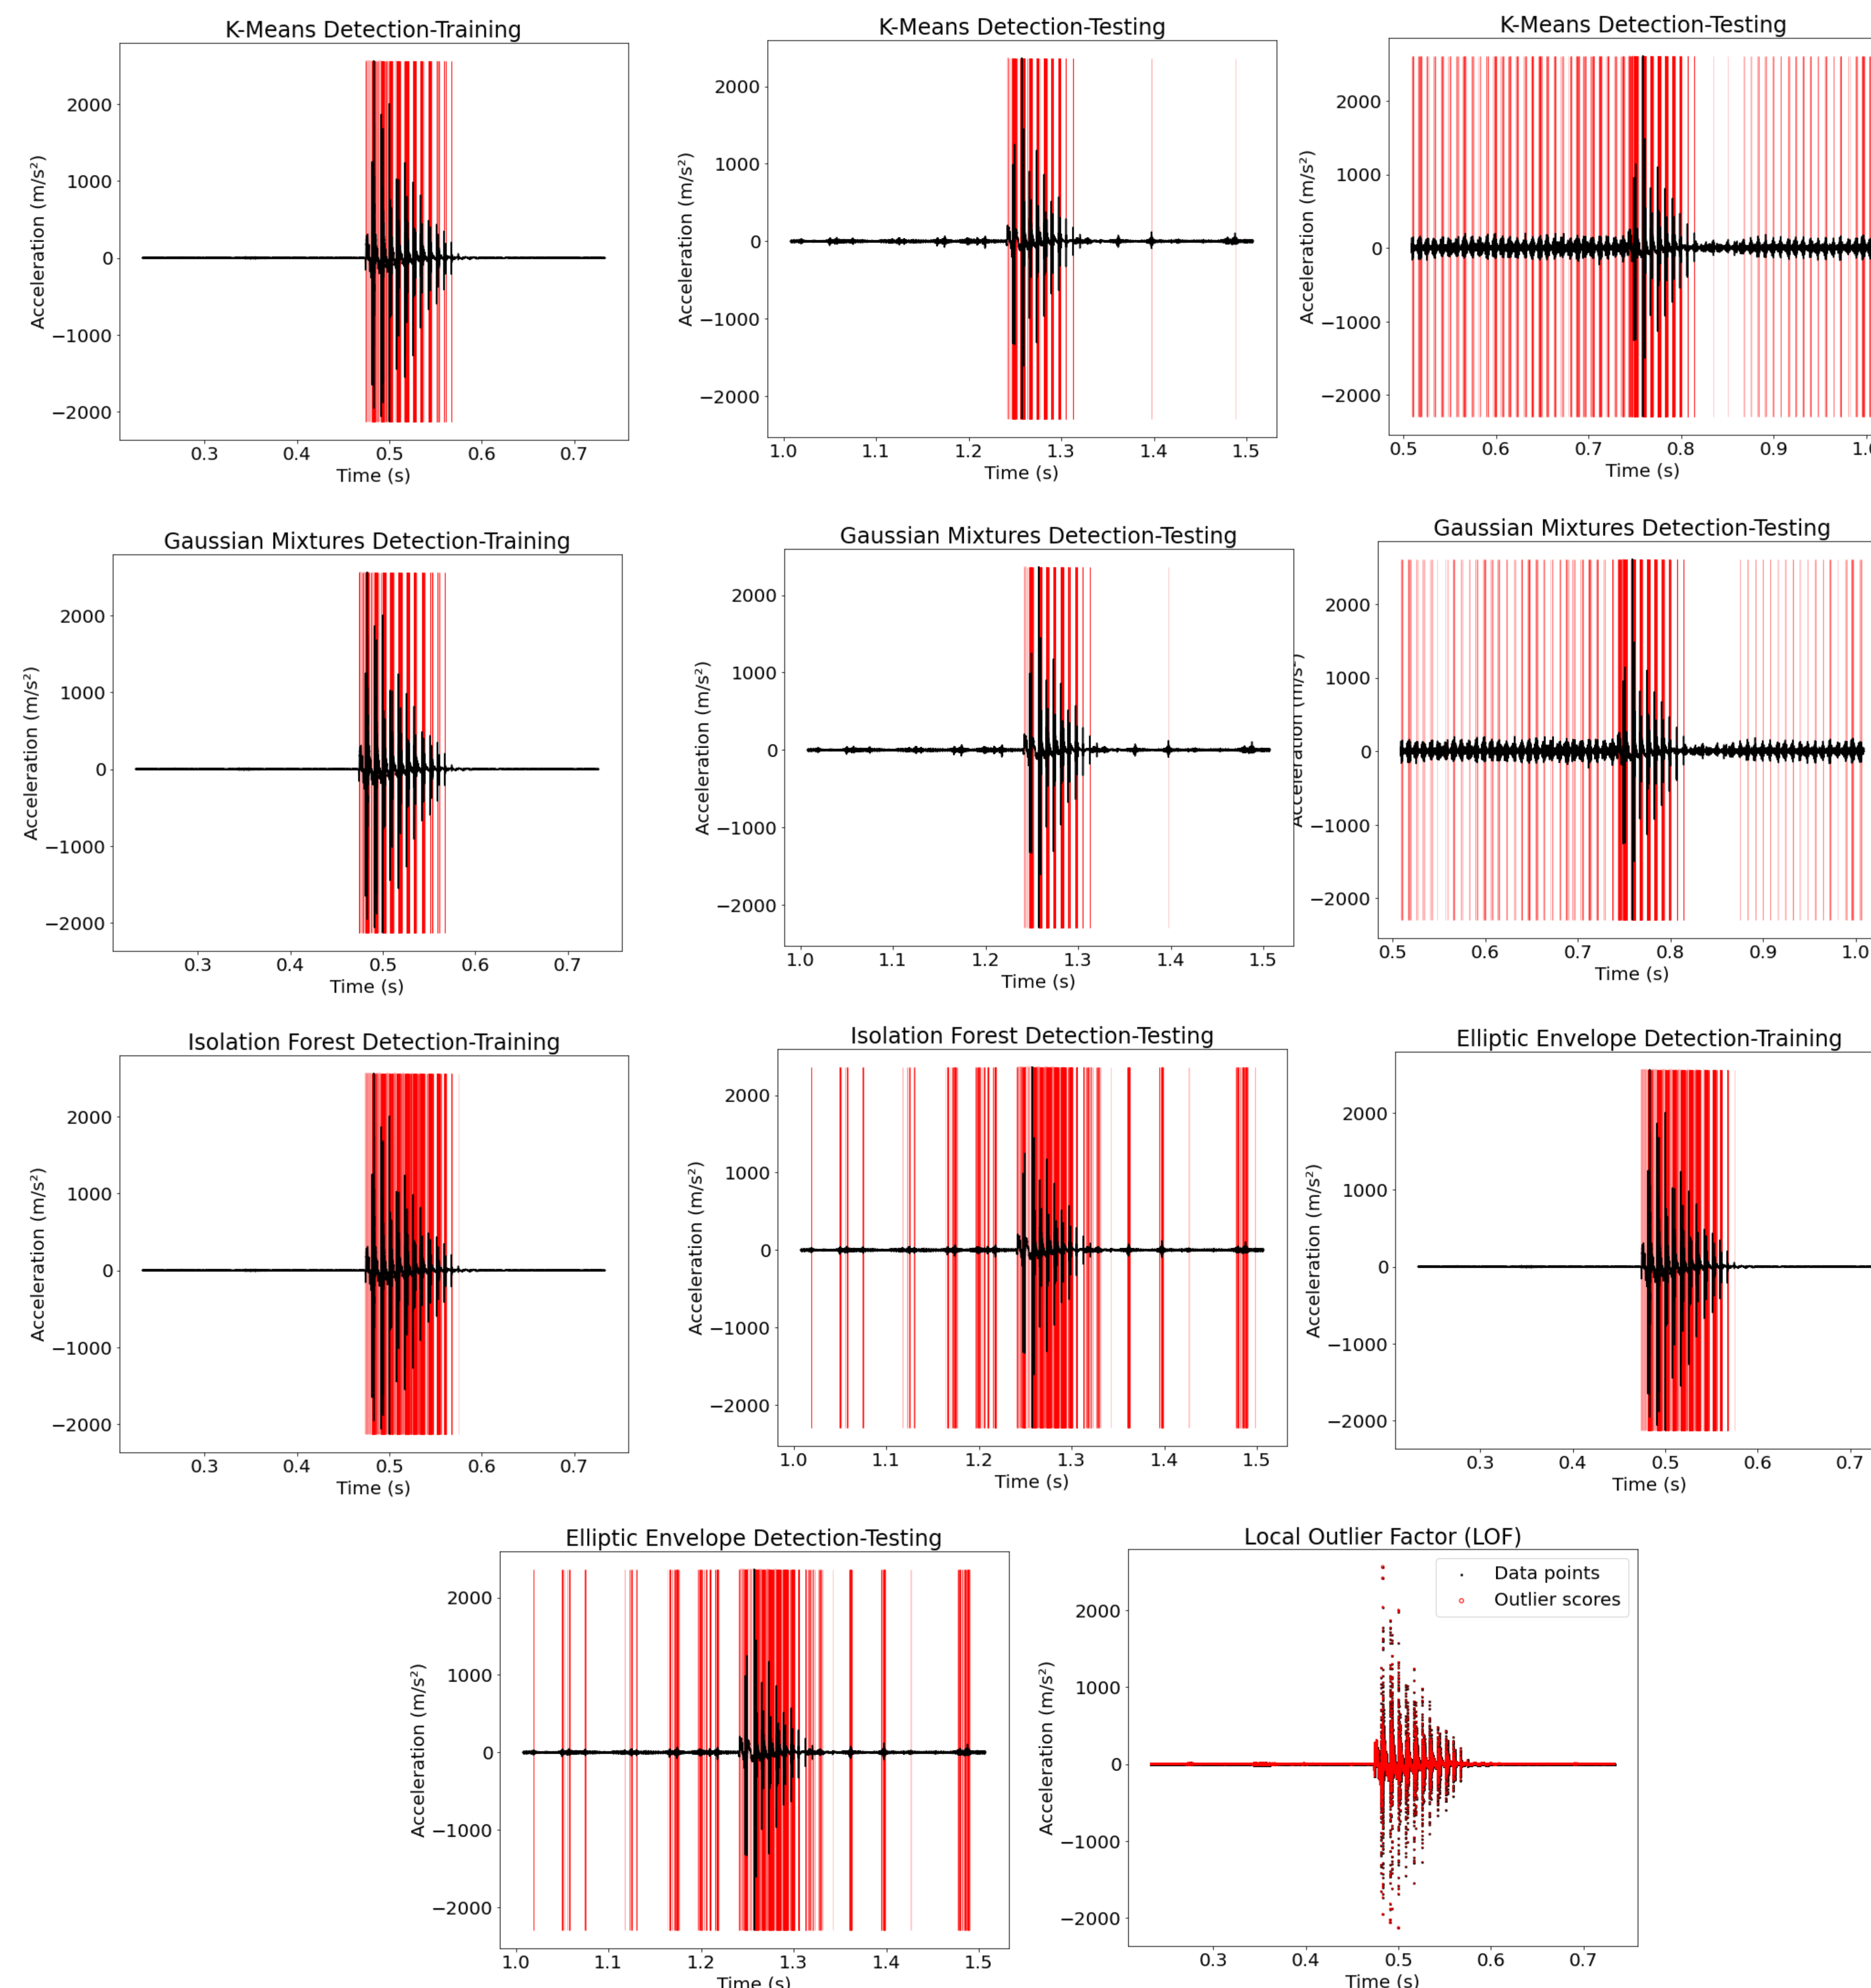 K-Means Detection-Training
K-Means Detection-Testing
K-Means Detection-Testing
Acceleration (m/s²)
2000
1000
0
−1000
−2000
0.3 0.4 0.5 0.6 0.7
Time (s)
Acceleration (m/s²)
2000
1000
0
−1000
−2000
1.0 1.1 1.2 1.3 1.4 1.5
Time (s)
Acceleration (m/s²)
2000
1000
0
−1000
−2000
0.5 0.6 0.7 0.8 0.9
Time (s)
Gaussian Mixtures Detection-Training
Gaussian Mixtures Detection-Testing
Gaussian Mixtures Detection-Testing
Acceleration (m/s²)
2000
1000
0
−1000
−2000
0.3 0.4 0.5 0.6 0.7
Time (s)
Acceleration (m/s²)
2000
1000
0
−1000
−2000
1.0 1.1 1.2 1.3 1.4 1.5
Time (s)
Acceleration (m/s²)
2000
1000
0
−1000
−2000
0.5 0.6 0.7 0.8 0.9 1.0
Time (s)
Isolation Forest Detection-Training
Isolation Forest Detection-Testing
Elliptic Envelope Detection-Training
Acceleration (m/s²)
2000
1000
0
−1000
−2000
0.3 0.4 0.5 0.6 0.7
Time (s)
Acceleration (m/s²)
2000
1000
0
−1000
−2000
1.0 1.1 1.2 1.3 1.4 1.5
Time (s)
Acceleration (m/s²)
2000
1000
0
−1000
−2000
0.3 0.4 0.5 0.6 0.7
Time (s)
Elliptic Envelope Detection-Testing
Local Outlier Factor (LOF)
Acceleration (m/s²)
2000
1000
0
−1000
−2000
1.0 1.1 1.2 1.3 1.4 1.5
Time (s)
Data points
Outlier scores
Acceleration (m/s²)
2000
1000
0
−1000
−2000
0.3 0.4 0.5 0.6 0.7
Time (s)